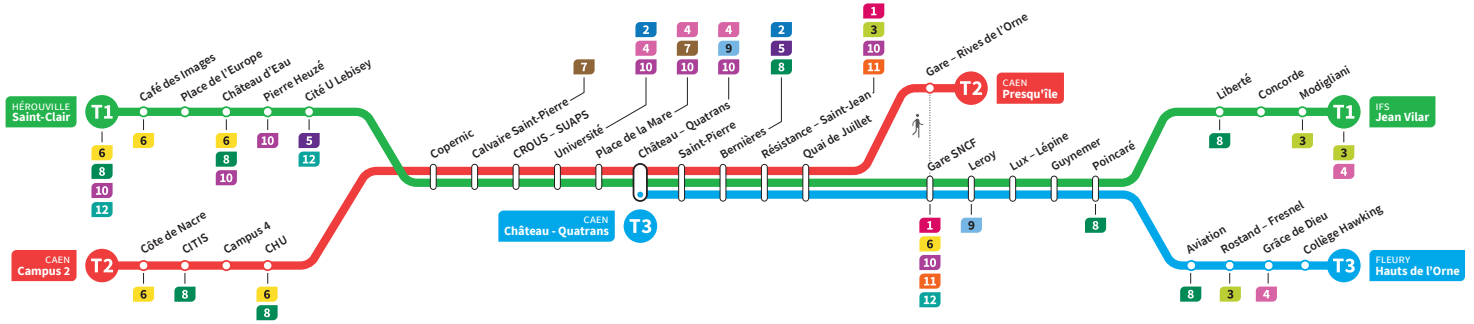 HÉROUVILLE
Saint-Clair
T1
6
8
10
12
Café des Images
6
Place de l'Europe
Château d'Eau
6
8
10
Pierre Heuzé
10
Cité U Lebisey
5
12
CAEN
Campus 2
T2
Côte de Nacre
6
CITIS
8
Campus 4
CHU
6
8
Copernic
Calvaire Saint-Pierre
7
CROUS – SUAPS
Université
2
4
10
Place de la Mare
4
7
10
Château – Quatrans
4
9
10
CAEN
Château - Quatrans
T3
Saint-Pierre
Bernières
2
5
8
Résistance – Saint-Jean
1
3
10
11
Quai de Juillet
Gare – Rives de l'Orne
T2
CAEN
Presqu'île
Gare SNCF
1
6
10
11
12
Leroy
9
Lux – Lépine
Guynemer
Poincaré
8
Liberté
8
Concorde
Modigliani
3
T1
IFS
Jean Vilar
3
4
Aviation
8
Rostand – Fresnel
3
Grâce de Dieu
4
Collège Hawking
T3
FLEURY
Hauts de l'Orne